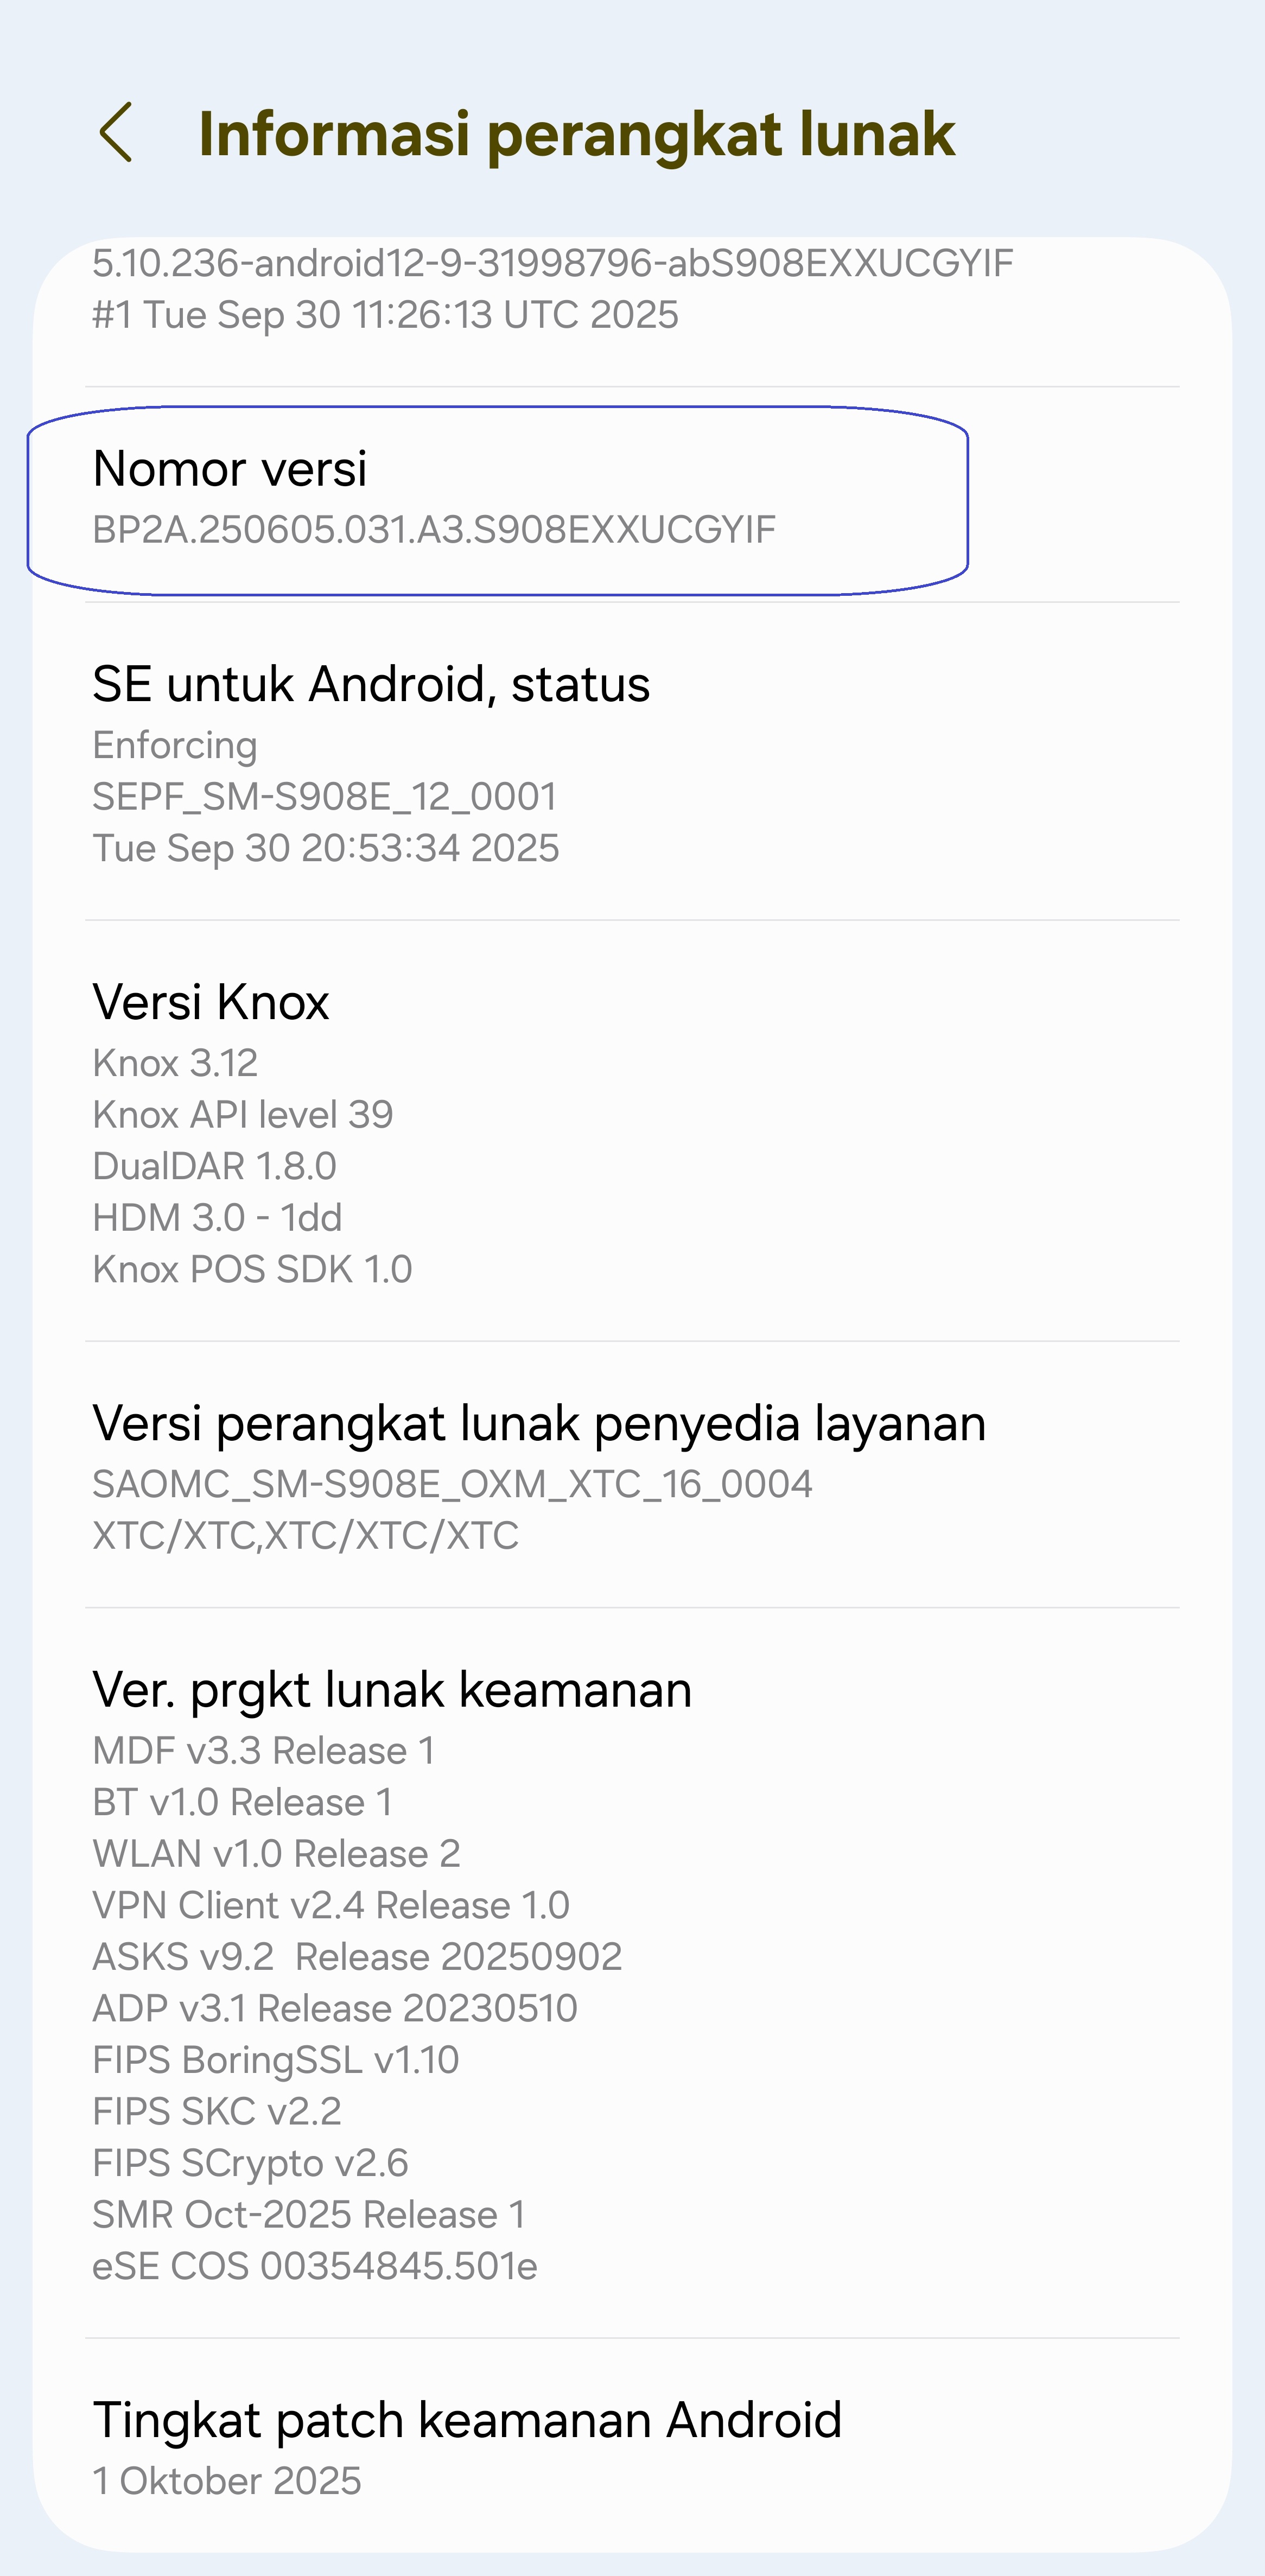 Informasi perangkat lunak
5.10.236-android12-9-31998796-abS908EXXUCGYIF
#1 Tue Sep 30 11:26:13 UTC 2025
Nomor versi
BP2A.250605.031.A3.S908EXXUCGYIF
SE untuk Android, status
Enforcing
SEPF_SM-S908E_12_0001
Tue Sep 30 20:53:34 2025
Versi Knox
Knox 3.12
Knox API level 39
DualDAR 1.8.0
HDM 3.0 - 1dd
Knox POS SDK 1.0
Versi perangkat lunak penyedia layanan
SAOMC_SM-S908E_OXM_XTC_16_0004
XTC/XTC,XTC/XTC/XTC
Ver. prgkt lunak keamanan
MDF v3.3 Release 1
BT v1.0 Release 1
WLAN v1.0 Release 2
VPN Client v2.4 Release 1.0
ASKS v9.2  Release 20250902
ADP v3.1 Release 20230510
FIPS BoringSSL v1.10
FIPS SKC v2.2
FIPS SCrypto v2.6
SMR Oct-2025 Release 1
eSE COS 00354845.501e
Tingkat patch keamanan Android
1 Oktober 2025